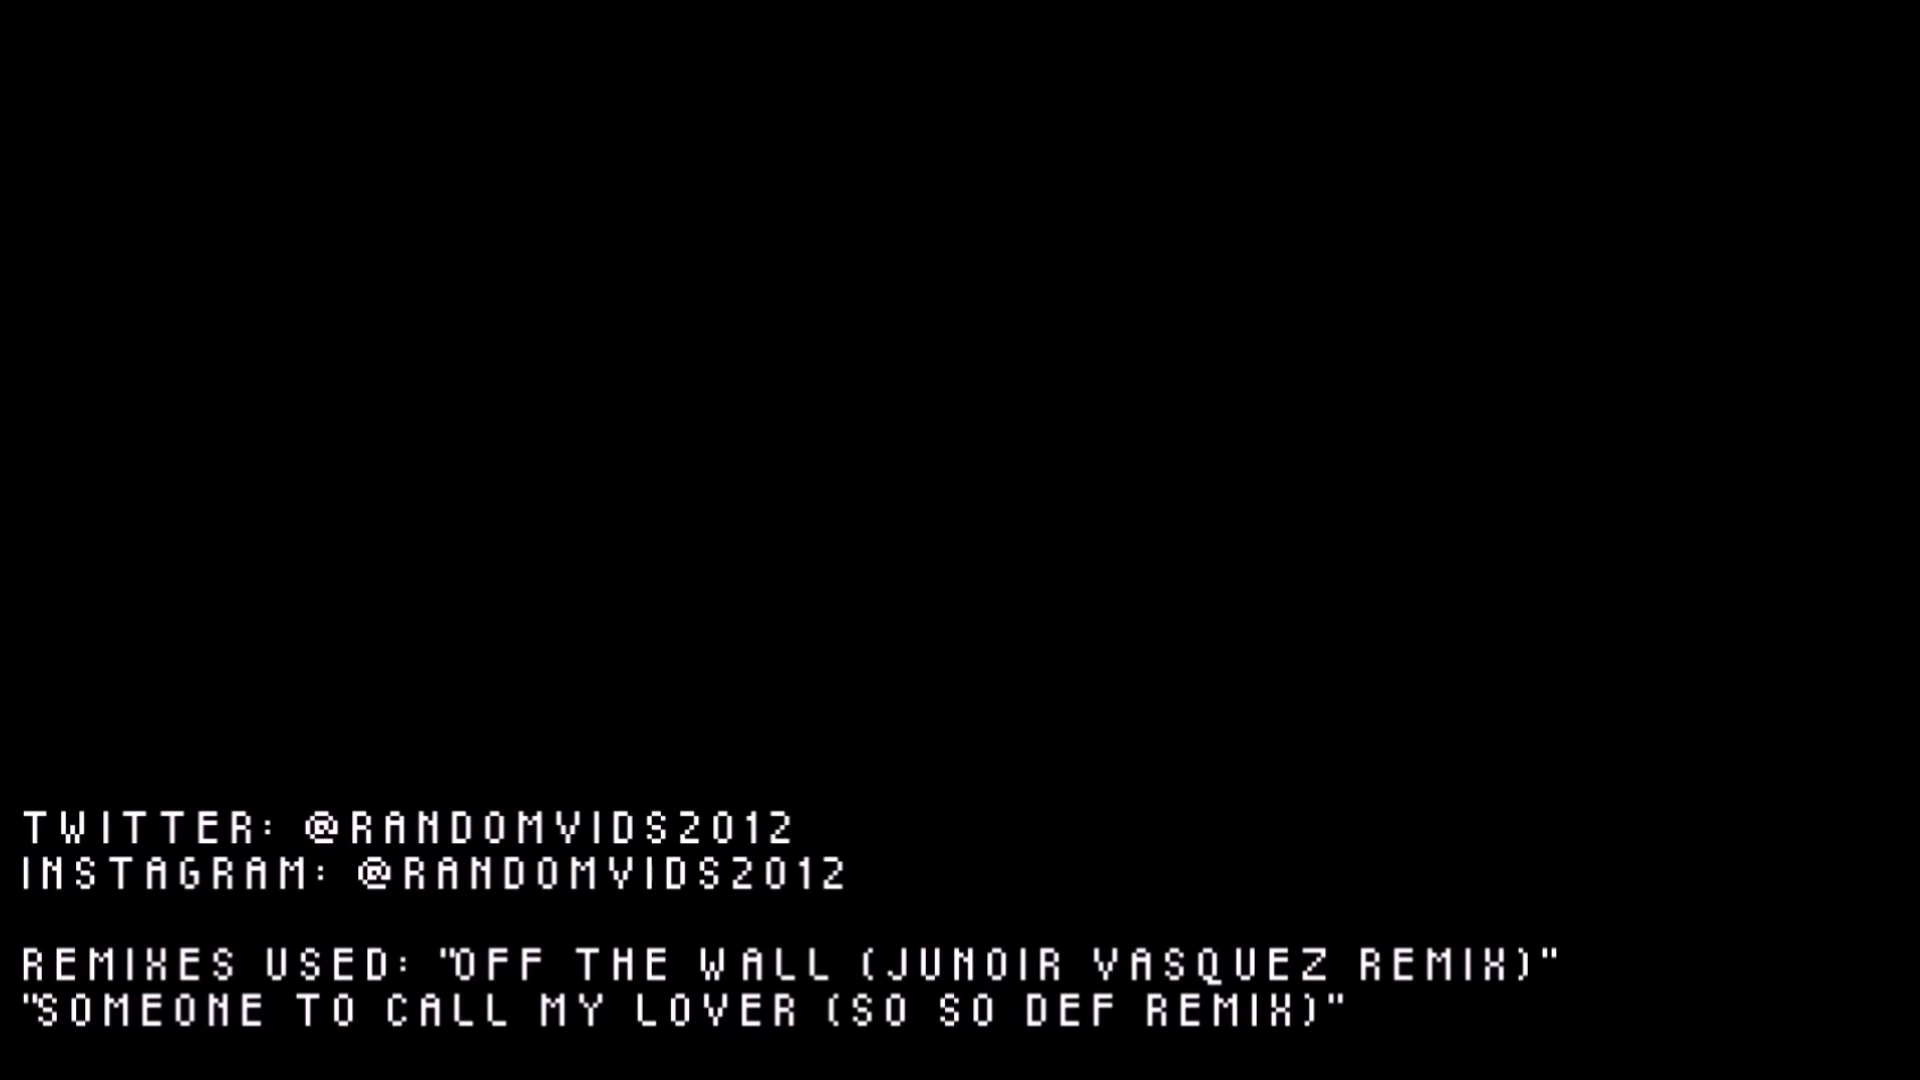 TWITTER: @RANDOMVIDS2012
INSTAGRAM: @RANDOMVIDS2012
REMIXES USED: "OFF THE WALL (JUNOIR VASQUEZ REMIX)"
"SOMEONE TO CALL MY LOVER (SO SO DEF REMIX)"